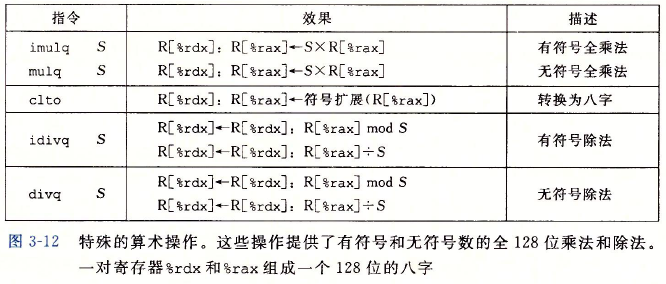 指令 效果 描述
imulq S R[%rdx]：R[%rax]←S×R[%rax] 有符号全乘法
mulq S R[%rdx]：R[%rax]←S×R[%rax] 无符号全乘法
clto R[%rdx]：R[%rax]←符号扩展(R[%rax]) 转换为八字
R[%rdx]←R[%rdx]：R[%rax] mod S
idivq S 有符号除法
R[%rdx]←R[%rdx]：R[%rax]÷S
R[%rdx]←R[%rdx]：R[%rax] mod S
divq S 无符号除法
R[%rdx]←R[%rdx]：R[%rax]÷S
图 3-12 特殊的算术操作。这些操作提供了有符号和无符号数的全 128 位乘法和除法。
一对寄存器%rdx 和%rax 组成一个 128 位的八字